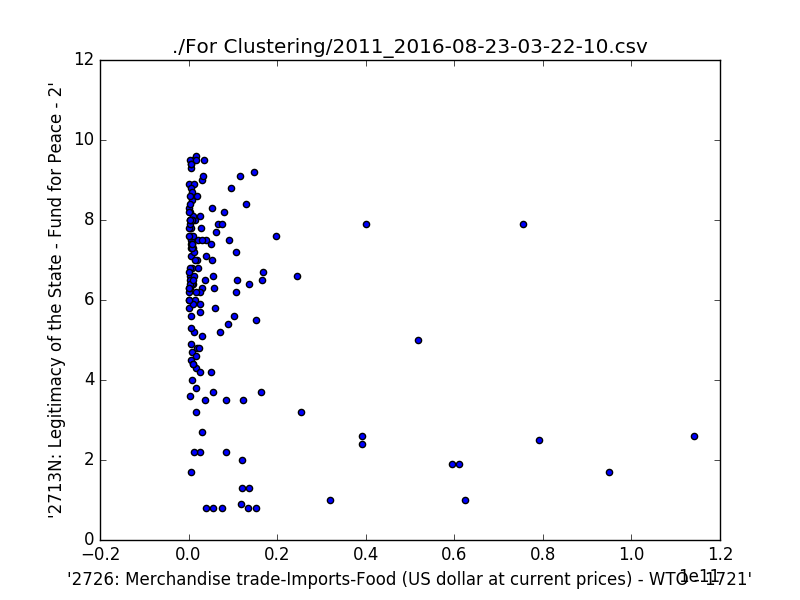 ./For Clustering/2011_2016-08-23-03-22-10.csv
12
10
8
6
4
2
0
'2713N: Legitimacy of the State - Fund for Peace - 2'
−0.2 0.0 0.2 0.4 0.6 0.8 1.0 1.2
1e11
'2726: Merchandise trade-Imports-Food (US dollar at current prices) - WTO - 1721'